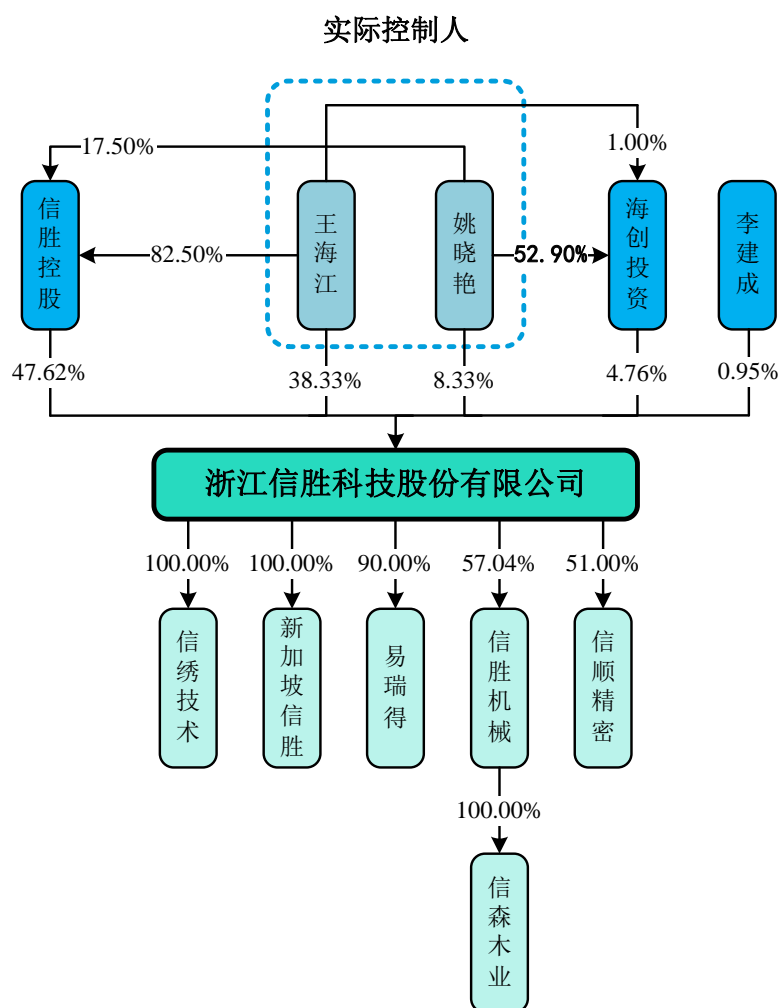 实际控制人
17.50%
1.00%
信胜控股
82.50%
王海江
姚晓艳
52.90%
海创投资
李建成
47.62%
38.33%
8.33%
4.76%
0.95%
浙江信胜科技股份有限公司
100.00%
100.00%
90.00%
57.04%
51.00%
信绣技术
新加坡信胜
易瑞得
信胜机械
信顺精密
100.00%
信森木业